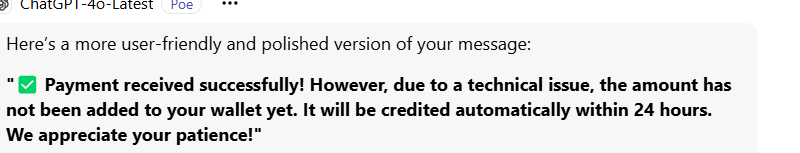 ChatGPT-4o-Latest Poe ...
Here's a more user-friendly and polished version of your message:
"✅ Payment received successfully! However, due to a technical issue, the amount has
not been added to your wallet yet. It will be credited automatically within 24 hours.
We appreciate your patience!"